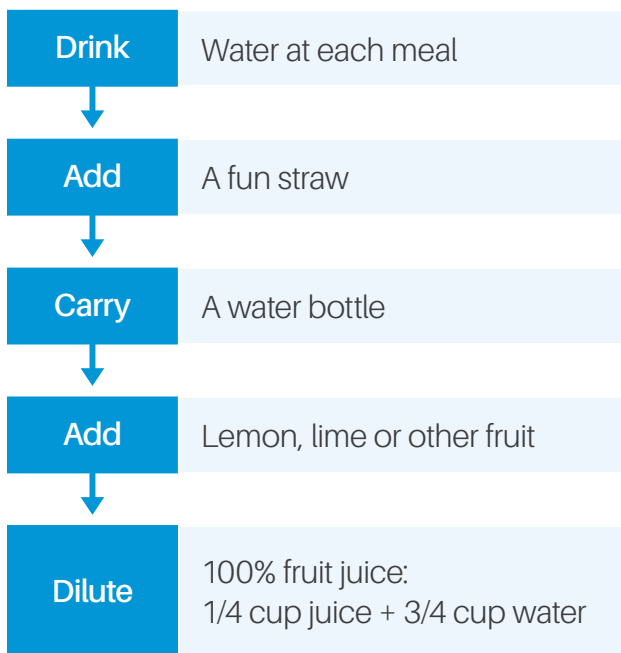 Drink
Water at each meal
Add
A fun straw
Carry
A water bottle
Add
Lemon, lime or other fruit
Dilute
100% fruit juice:
1/4 cup juice + 3/4 cup water